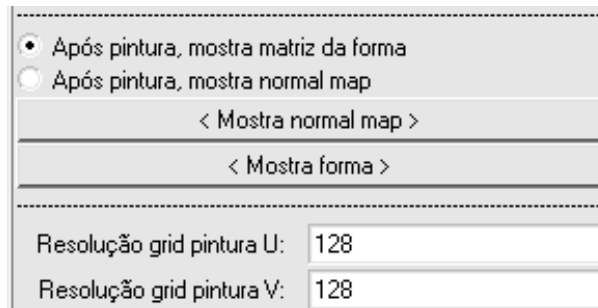 Após pintura, mostra matriz da forma
Após pintura, mostra normal map
< Mostra normal map >
< Mostra forma >
Resolução grid pintura U: 128
Resolução grid pintura V: 128